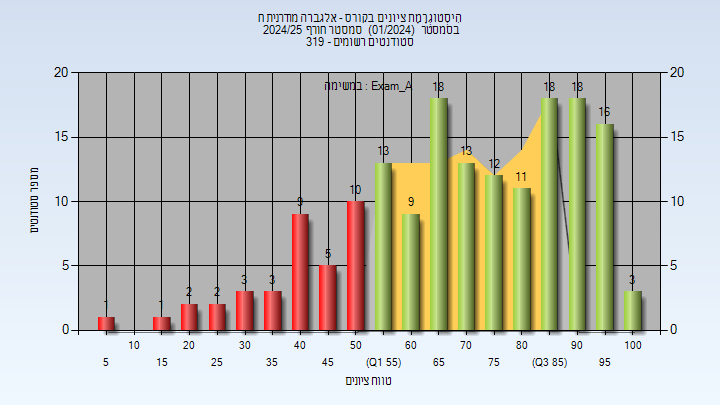 היסטוגרמת ציונים בקורס - אלגברה מודרנית ח
בסמסטר (01/2024) סמסטר חורף 2024/25
סטודנטים רשומים - 319
במשימה : Exam_A
מספר סטודנטים
20 20
15 15
10 10
5 5
0 0
1 1 2 2 3 3 9 5 10 13 9 18 13 12 11 18 18 16 3
10 20 30 40 50 60 70 80 90 100
5 15 25 35 45 (Q1 55) 65 75 (Q3 85) 95
טווח ציונים